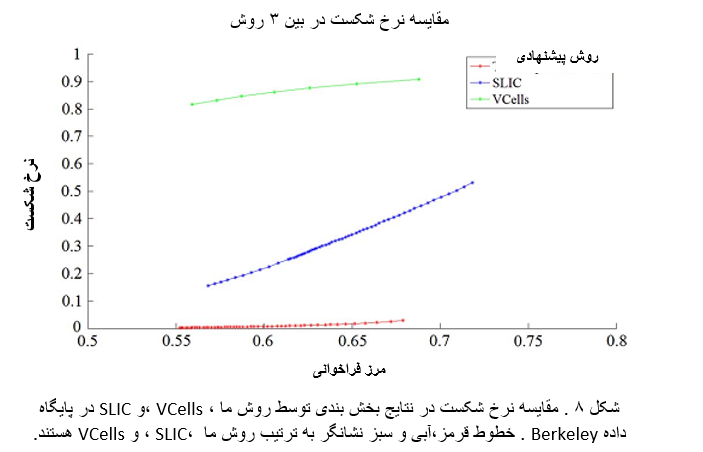 مقایسه نرخ شکست در بین ۳ روش
1
0.9
0.8
0.7
0.6
0.5
0.4
0.3
0.2
0.1
0
نرخ شکست
روش پیشنهادی
SLIC
VCells
0.5 0.55 0.6 0.65 0.7 0.75 0.8
مرز فراخوانی
شکل ۸ . مقایسه نرخ شکست در نتایج بخش بندی توسط روش ما ، VCells ،و SLIC در پایگاه
داده Berkeley . خطوط قرمز،آبی و سبز نشانگر به ترتیب روش ما ،SLIC ، و VCells هستند.